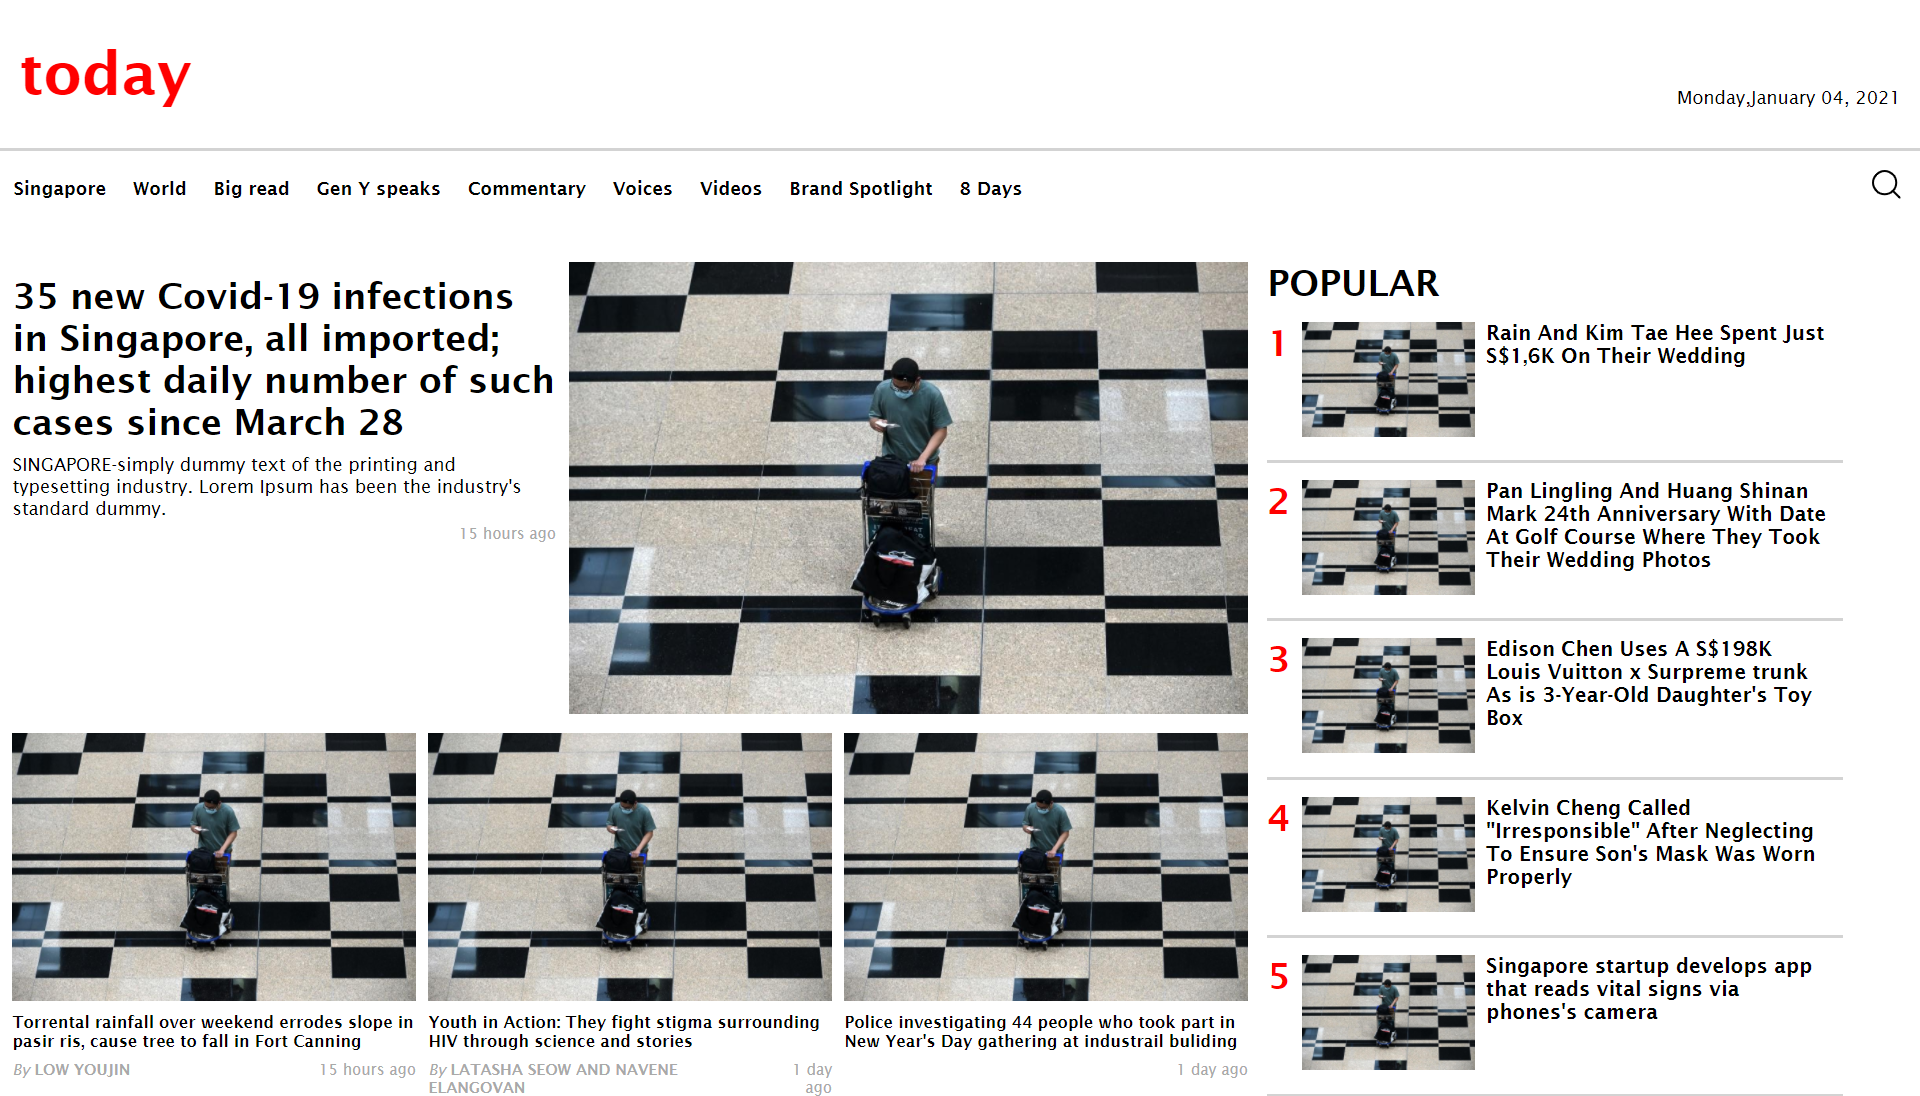 today
Monday,January 04, 2021
Singapore World Big read Gen Y speaks Commentary Voices Videos Brand Spotlight 8 Days
35 new Covid-19 infections
in Singapore, all imported;
highest daily number of such
cases since March 28
SINGAPORE-simply dummy text of the printing and
typesetting industry. Lorem Ipsum has been the industry's
standard dummy.
15 hours ago
Torrental rainfall over weekend errodes slope in
pasir ris, cause tree to fall in Fort Canning
By LOW YOUJIN
15 hours ago
Youth in Action: They fight stigma surrounding
HIV through science and stories
By LATASHA SEOW AND NAVENE
ELANGOVAN
1 day
ago
Police investigating 44 people who took part in
New Year's Day gathering at industrail buliding
1 day ago
POPULAR
1
Rain And Kim Tae Hee Spent Just
S$1,6K On Their Wedding
2
Pan Lingling And Huang Shinan
Mark 24th Anniversary With Date
At Golf Course Where They Took
Their Wedding Photos
3
Edison Chen Uses A S$198K
Louis Vuitton x Surpreme trunk
As is 3-Year-Old Daughter's Toy
Box
4
Kelvin Cheng Called
"Irresponsible" After Neglecting
To Ensure Son's Mask Was Worn
Properly
5
Singapore startup develops app
that reads vital signs via
phones's camera